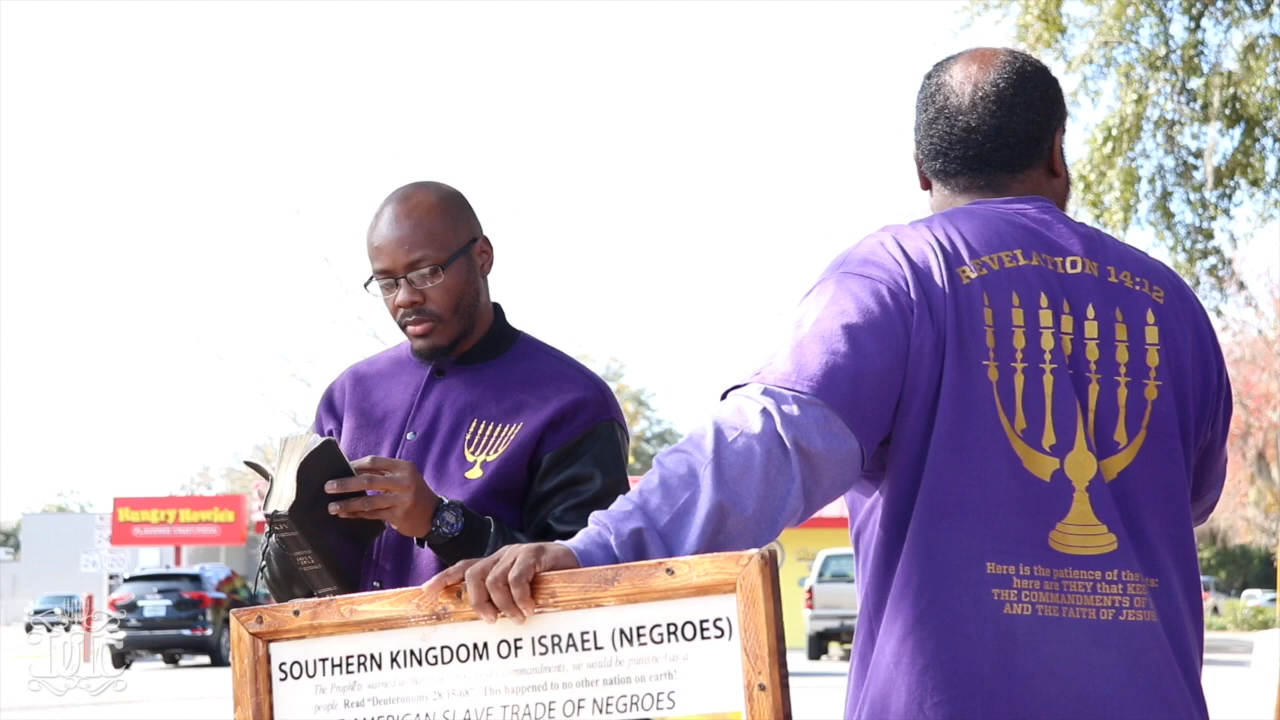 REVELATION 14:12
Here is the patience of the
here are THEY that KEE
THE COMMANDMENTS OF
AND THE FAITH OF JESUS
Hungry Howie's
SOUTHERN KINGDOM OF ISRAEL (NEGROES)
The Prophets warned commandments, we would be punished as a
people. Read "Deuteronomy 28:15-68". This happened to no other nation on earth!
AMERICAN SLAVE TRADE OF NEGROES